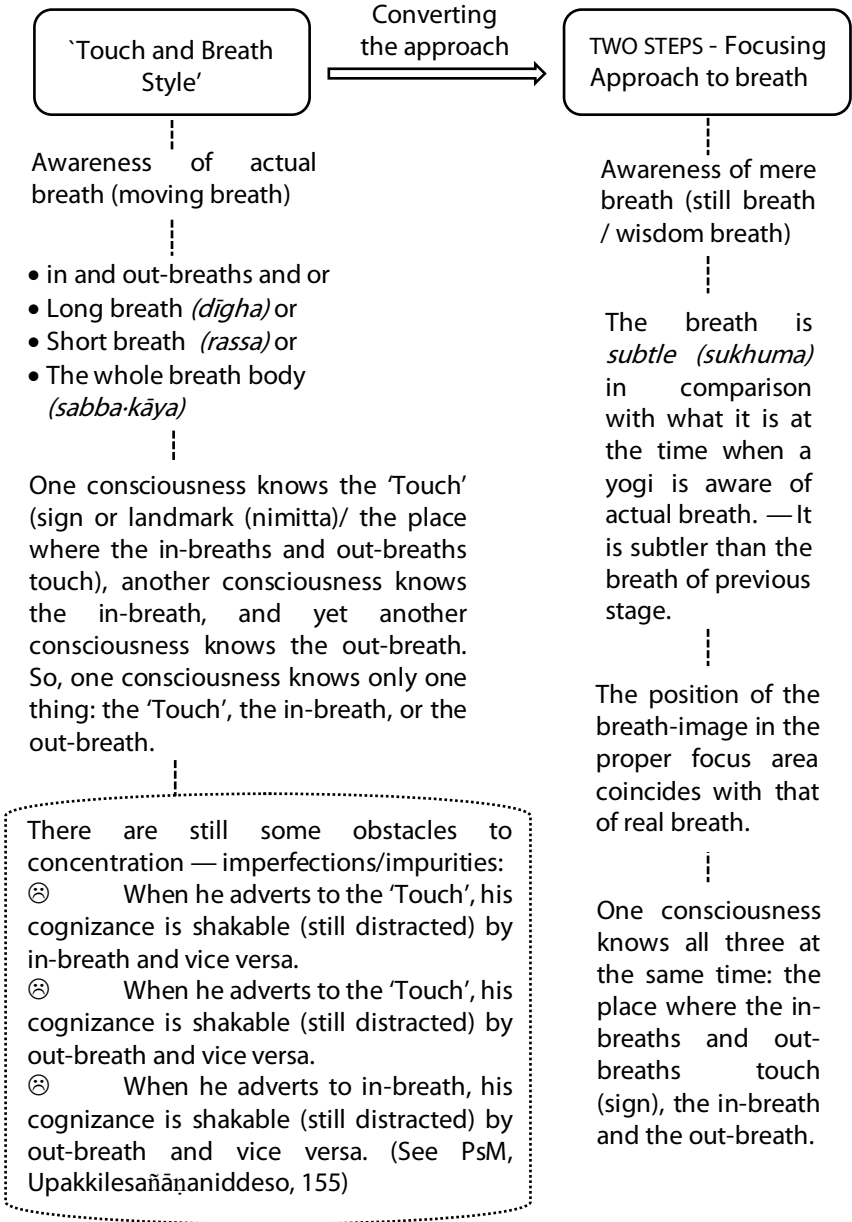 `Touch and Breath
Style’
Converting
the approach
TWO STEPS - Focusing
Approach to breath
Awareness of actual
breath (moving breath)
• in and out-breaths and or
• Long breath (dīgha) or
• Short breath (rassa) or
• The whole breath body
(sabba·kāya)
One consciousness knows the ‘Touch’
(sign or landmark (nimitta)/ the place
where the in-breaths and out-breaths
touch), another consciousness knows
the in-breath, and yet another
consciousness knows the out-breath.
So, one consciousness knows only one
thing: the ‘Touch’, the in-breath, or the
out-breath.
There are still some obstacles to
concentration — imperfections/impurities:
☹ When he adverts to the ‘Touch’, his
cognizance is shakable (still distracted) by
in-breath and vice versa.
☹ When he adverts to the ‘Touch’, his
cognizance is shakable (still distracted) by
out-breath and vice versa.
☹ When he adverts to in-breath, his
cognizance is shakable (still distracted) by
out-breath and vice versa. (See PsM,
Upakkilesañāṇaniddeso, 155)
Awareness of mere
breath (still breath
/ wisdom breath)
The breath is
subtle (sukhuma)
in comparison
with what it is at
the time when a
yogi is aware of
actual breath. — It
is subtler than the
breath of previous
stage.
The position of the
breath-image in the
proper focus area
coincides with that
of real breath.
One consciousness
knows all three at
the same time: the
place where the in-
breaths and out-
breaths touch
(sign), the in-breath
and the out-breath.